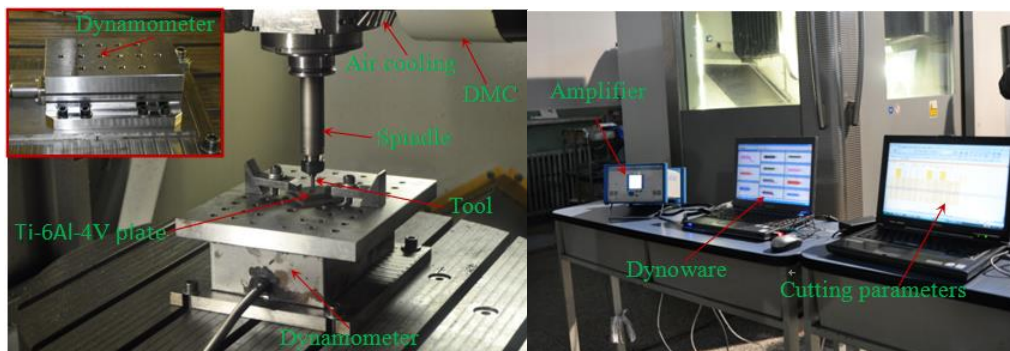 Dynamometer
Air cooling
DMC
Spindle
Tool
Ti-6Al-4V plate
Dynamometer
Amplifier
Dynoware
Cutting parameters